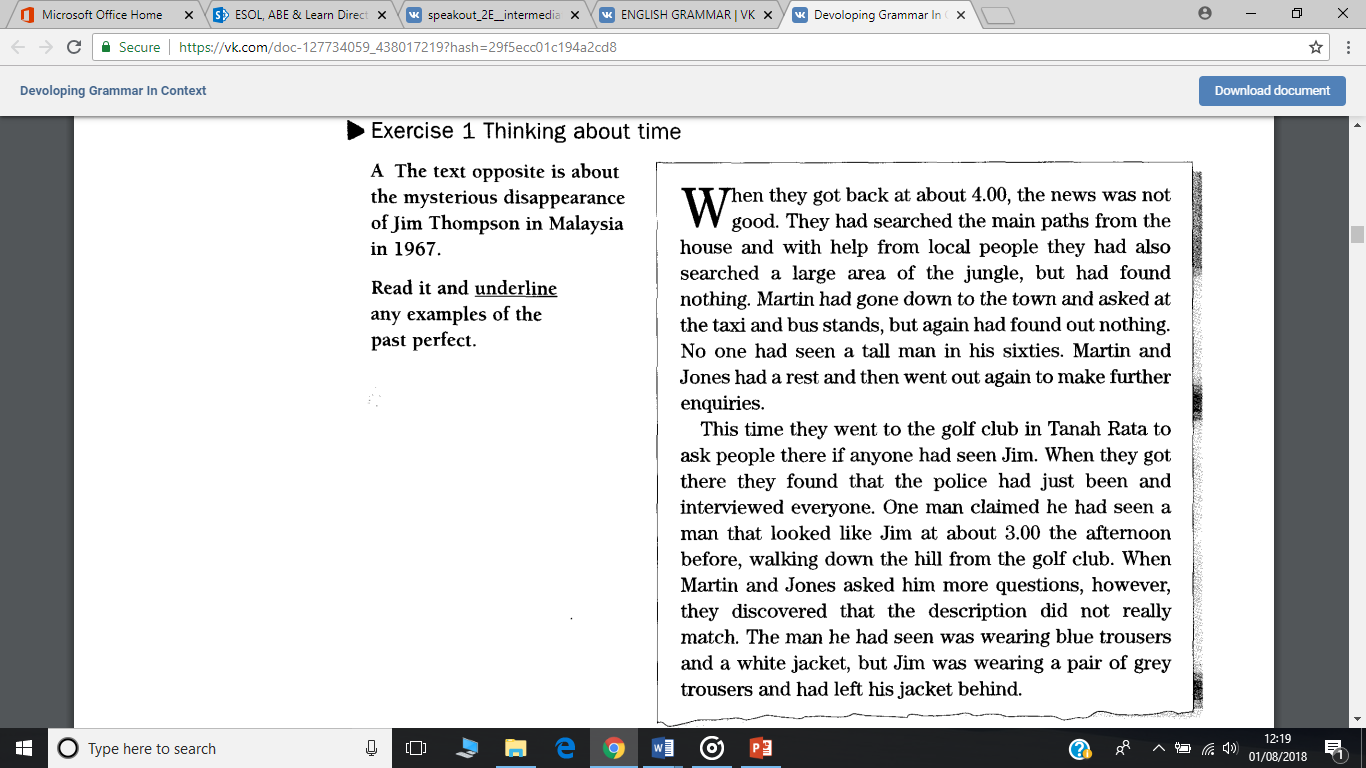 Microsoft Office Home
ESOL, ABE & Learn Direct
speakout_2E__intermedia
ENGLISH GRAMMAR | VK
Devoloping Grammar In
Secure
https://vk.com/doc-127734059_438017219?hash=29f5ecc01c194a2cd8
Devoloping Grammar In Context
Download document
Exercise 1 Thinking about time
A The text opposite is about
the mysterious disappearance
of Jim Thompson in Malaysia
in 1967.
Read it and underline
any examples of the
past perfect.
When they got back at about 4.00, the news was not
good. They had searched the main paths from the
house and with help from local people they had also
searched a large area of the jungle, but had found
nothing. Martin had gone down to the town and asked at
the taxi and bus stands, but again had found out nothing.
No one had seen a tall man in his sixties. Martin and
Jones had a rest and then went out again to make further
enquiries.
This time they went to the golf club in Tanah Rata to
ask people there if anyone had seen Jim. When they got
there they found that the police had just been and
interviewed everyone. One man claimed he had seen a
man that looked like Jim at about 3.00 the afternoon
before, walking down the hill from the golf club. When
Martin and Jones asked him more questions, however,
they discovered that the description did not really
match. The man he had seen was wearing blue trousers
and a white jacket, but Jim was wearing a pair of grey
trousers and had left his jacket behind.
Type here to search
12:19
01/08/2018